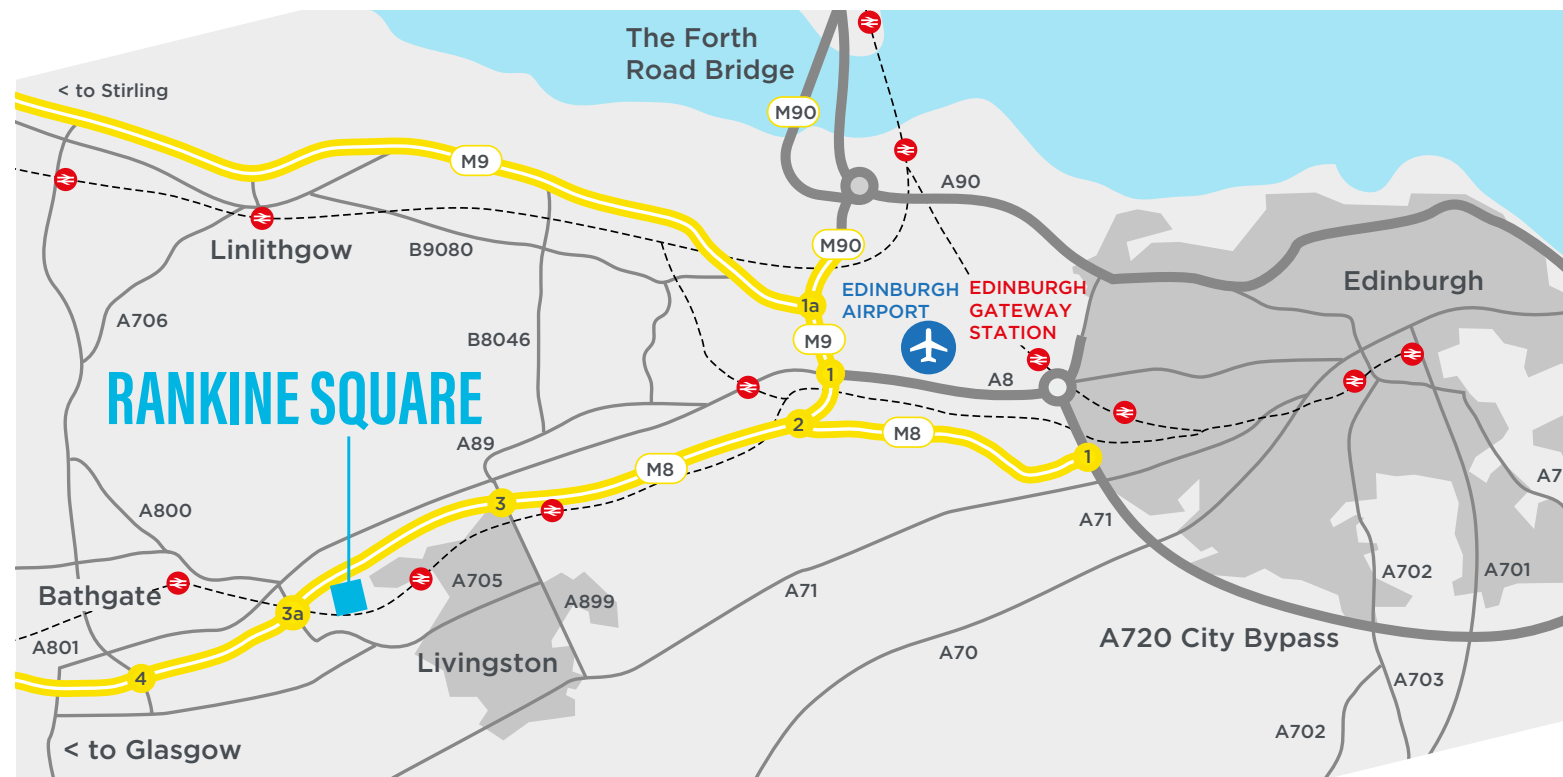 The Forth
Road Bridge
< to Stirling
M90
M9
A90
Linlithgow
B9080
M90
EDINBURGH
AIRPORT
EDINBURGH
GATEWAY
STATION
Edinburgh
1a
A706
B8046
M9
RANKINE SQUARE
1
A8
A89
2
M8
M8
1
3
A7
A800
A71
Bathgate
A705
A899
A71
A702
A701
3a
A801
Livingston
A70
A720 City Bypass
4
A703
< to Glasgow
A702